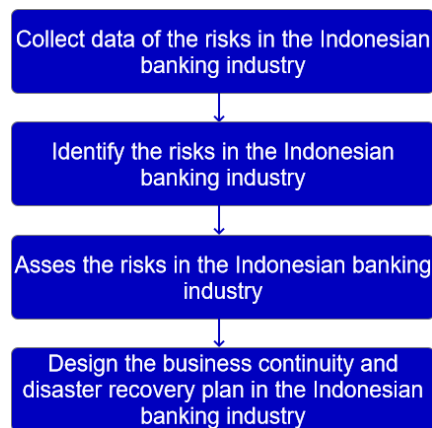 Collect data of the risks in the Indonesian
banking industry
Identify the risks in the Indonesian
banking industry
Asses the risks in the Indonesian banking
industry
Design the business continuity and
disaster recovery plan in the Indonesian
banking industry